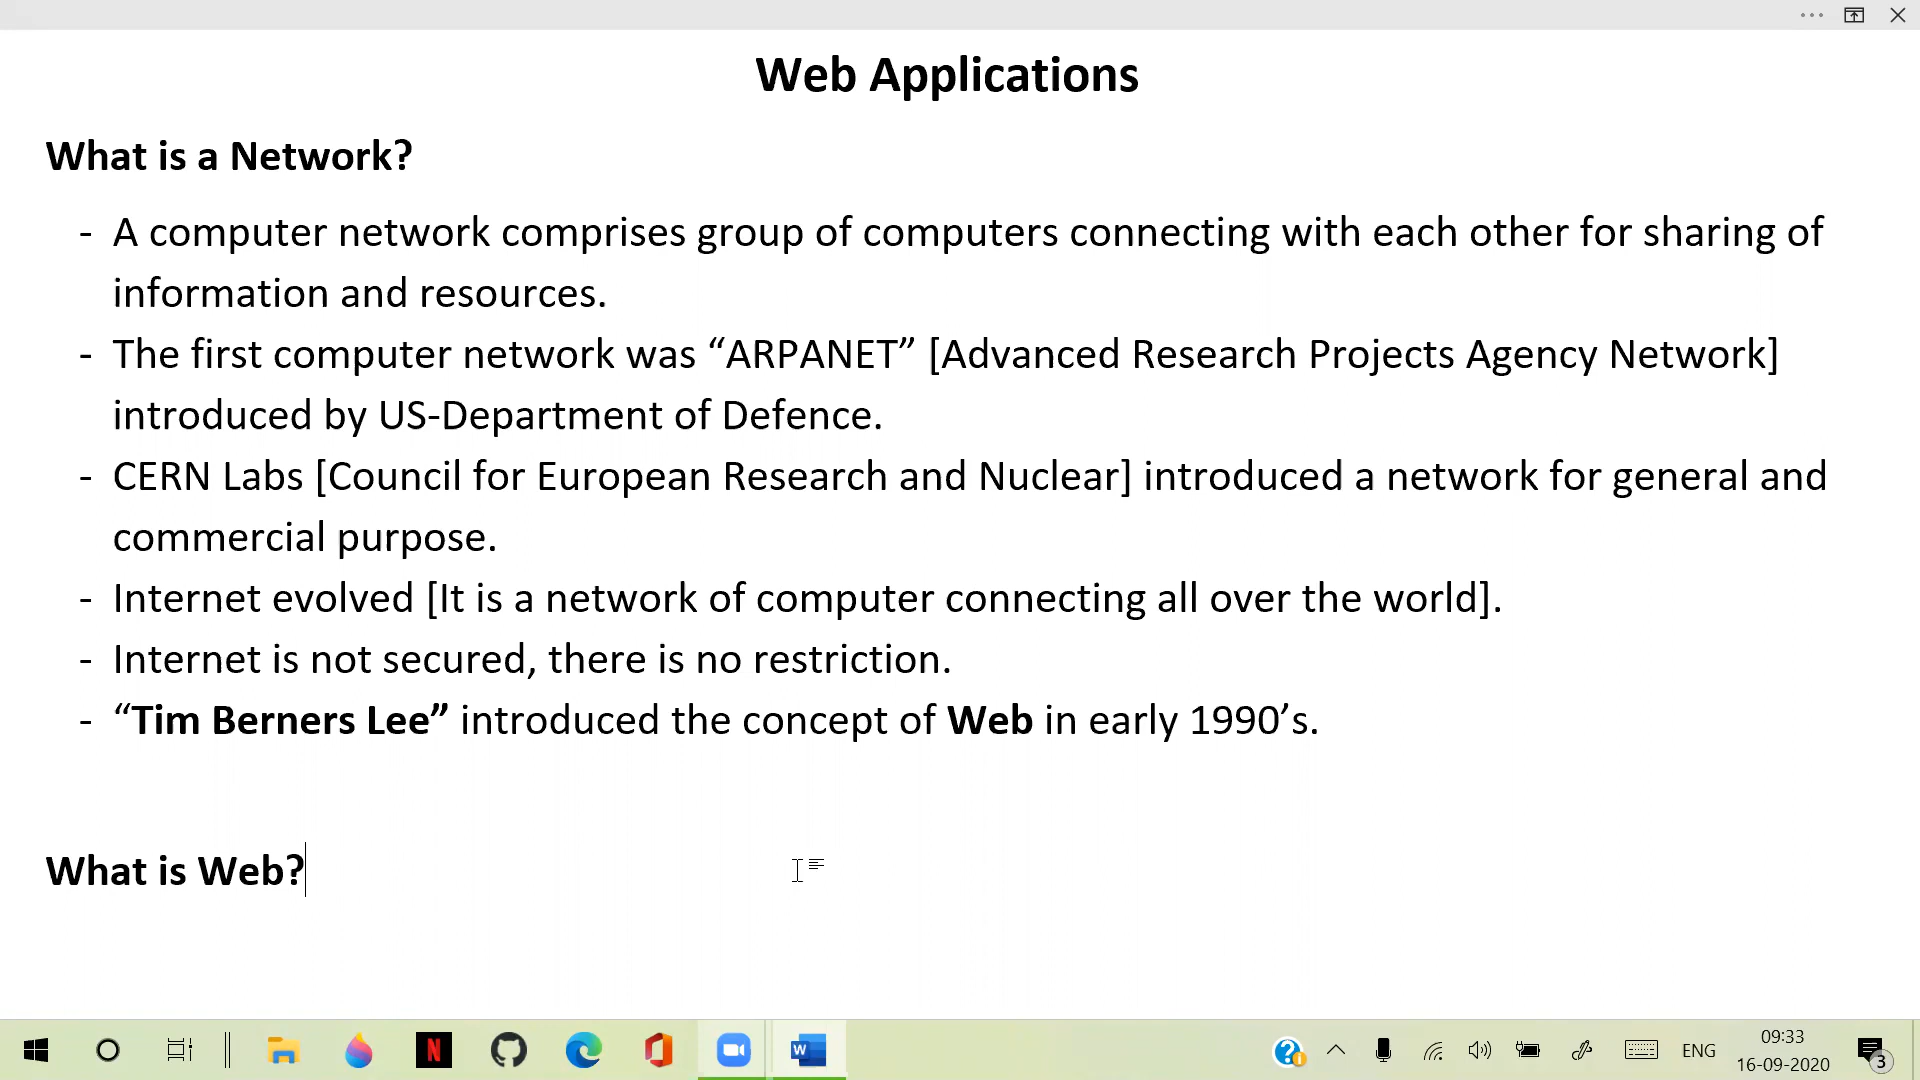 Web Applications
What is a Network?
- A computer network comprises group of computers connecting with each other for sharing of
information and resources.
- The first computer network was “ARPANET” [Advanced Research Projects Agency Network]
introduced by US-Department of Defence.
- CERN Labs [Council for European Research and Nuclear] introduced a network for general and
commercial purpose.
- Internet evolved [It is a network of computer connecting all over the world].
- Internet is not secured, there is no restriction.
- “Tim Berners Lee” introduced the concept of Web in early 1990’s.
What is Web?
N
W
?
ENG
09:33
16-09-2020
3